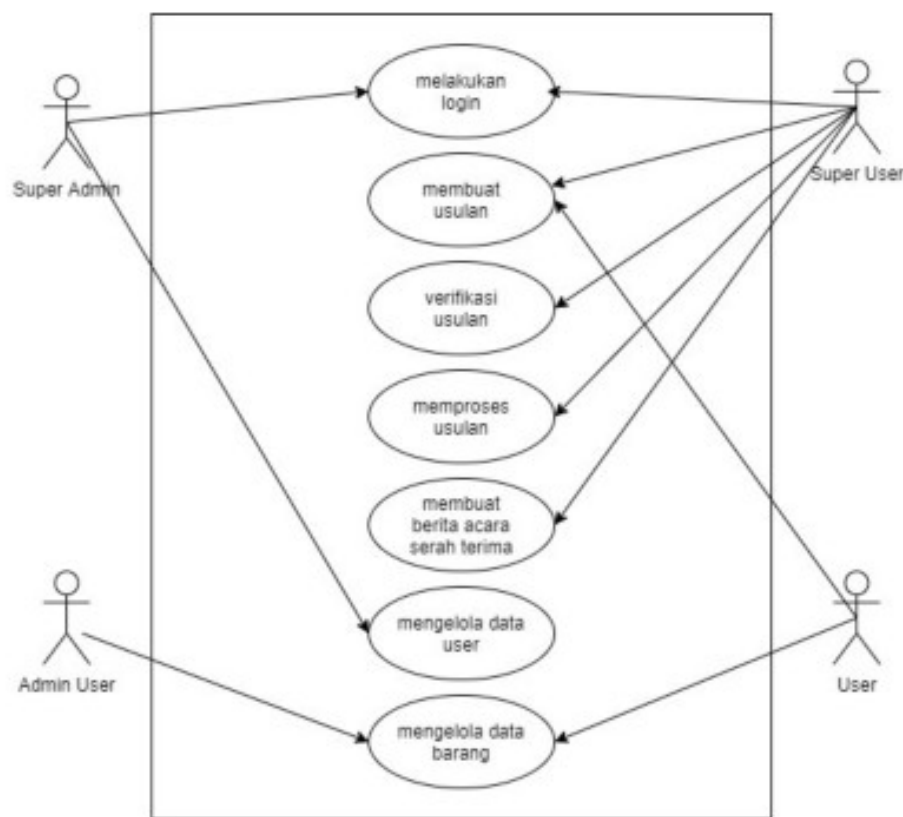 melakukan
login
Super Admin
Super User
membuat
usulan
verifikasi
usulan
memproses
usulan
membuat
berita acara
serah terima
mengelola data
user
Admin User
User
mengelola data
barang